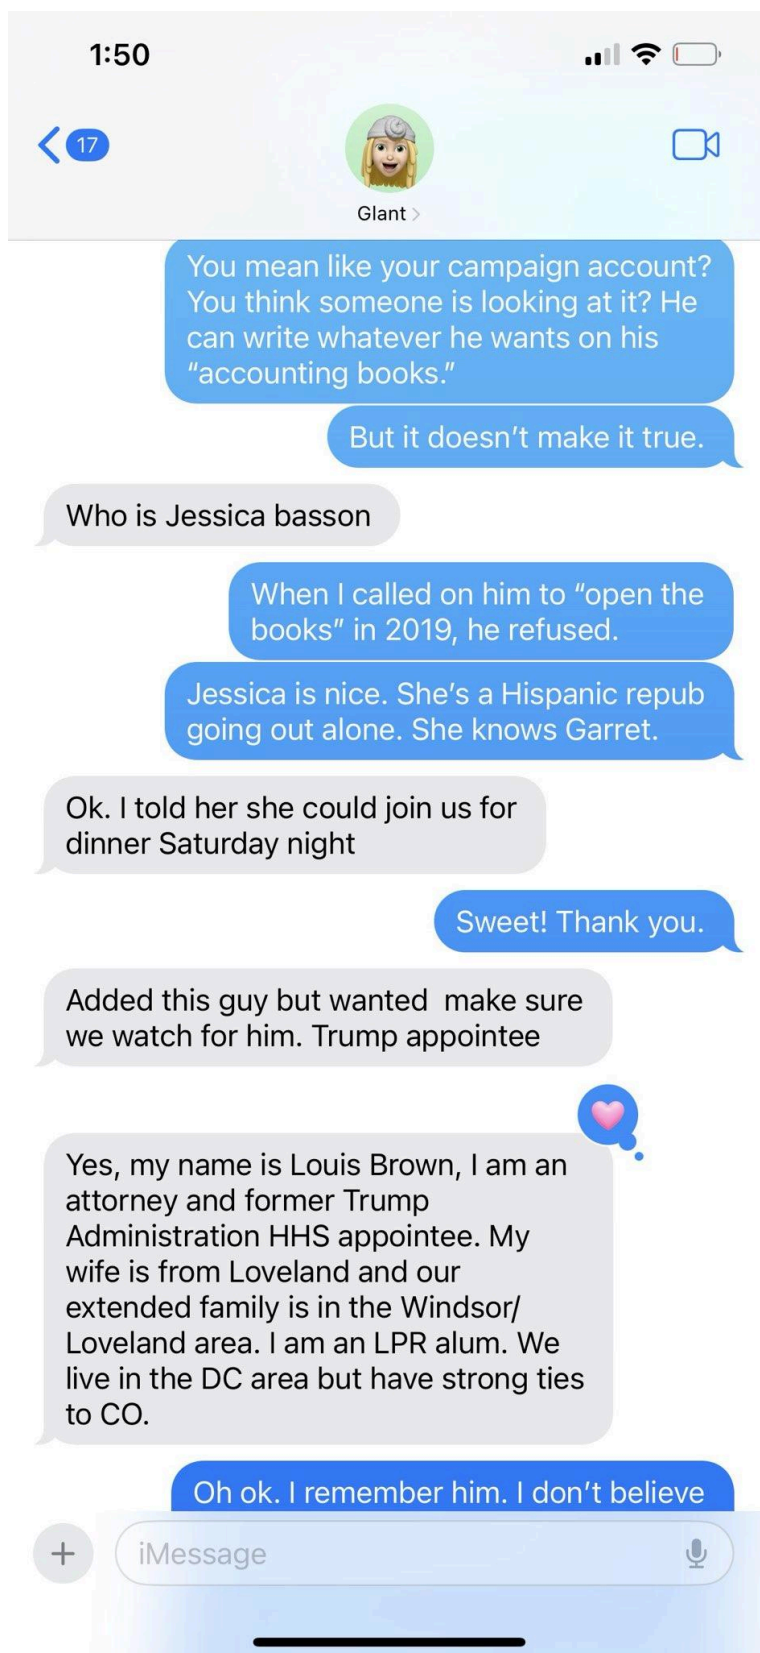 1:50
17
Glant
You mean like your campaign account?
You think someone is looking at it? He
can write whatever he wants on his
“accounting books.”
But it doesn’t make it true.
Who is Jessica basson
When I called on him to “open the
books” in 2019, he refused.
Jessica is nice. She’s a Hispanic repub
going out alone. She knows Garret.
Ok. I told her she could join us for
dinner Saturday night
Sweet! Thank you.
Added this guy but wanted  make sure
we watch for him. Trump appointee
Yes, my name is Louis Brown, I am an
attorney and former Trump
Administration HHS appointee. My
wife is from Loveland and our
extended family is in the Windsor/
Loveland area. I am an LPR alum. We
live in the DC area but have strong ties
to CO.
Oh ok. I remember him. I don’t believe
iMessage